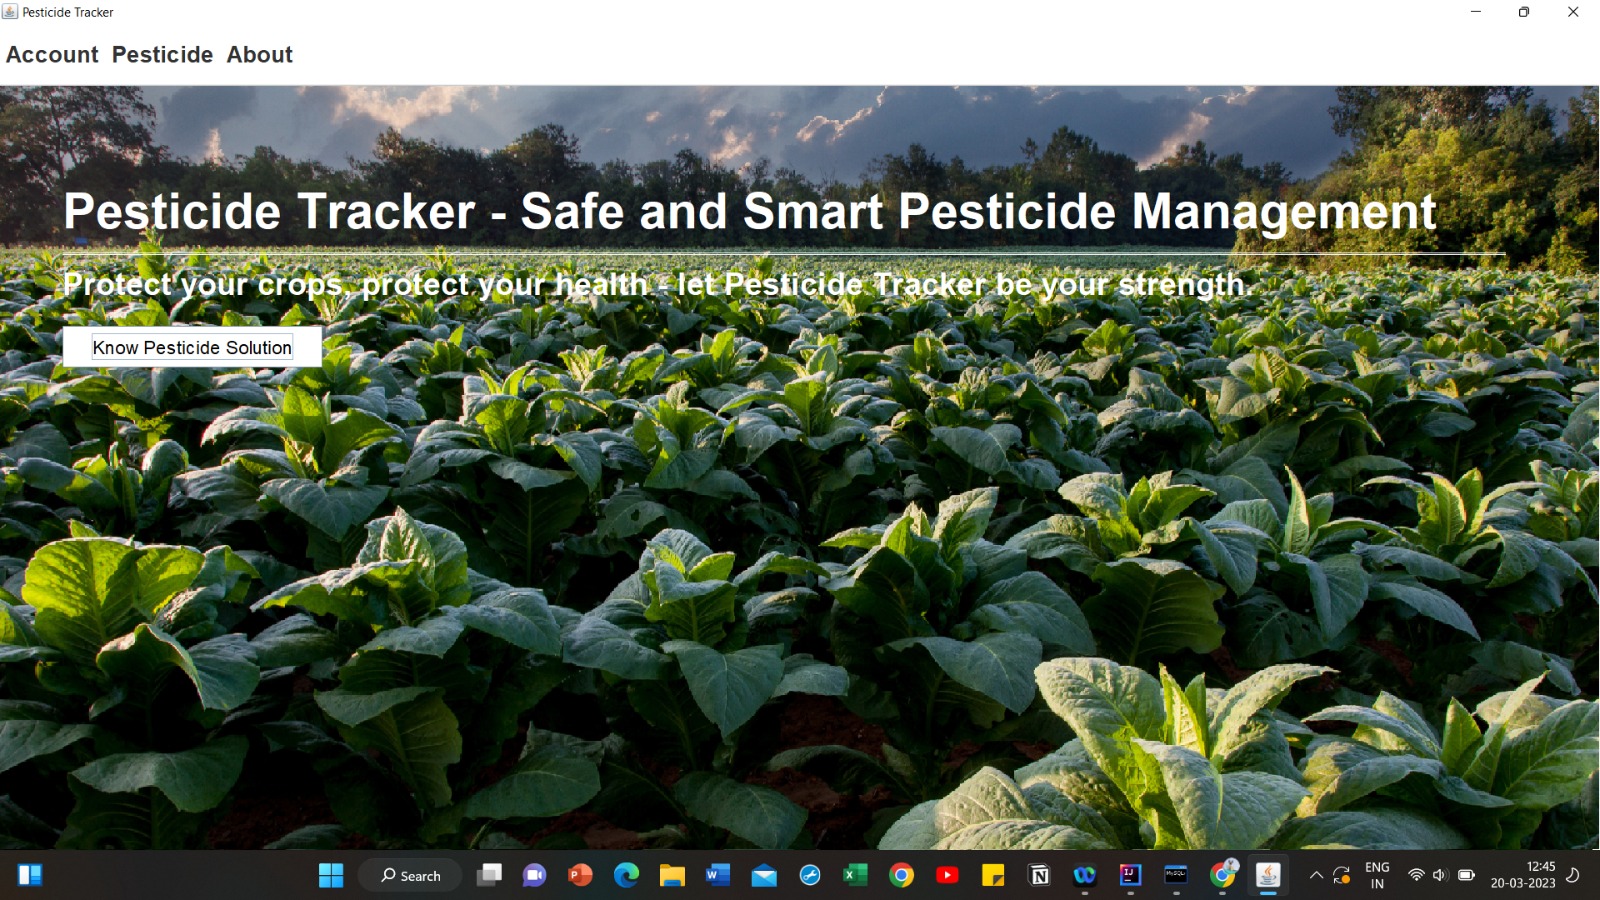 Pesticide Tracker
Account Pesticide About
Pesticide Tracker - Safe and Smart Pesticide Management
Protect your crops, protect your health - let Pesticide Tracker be your strength.
Know Pesticide Solution
Search
ENG
IN
12:45
20-03-2023